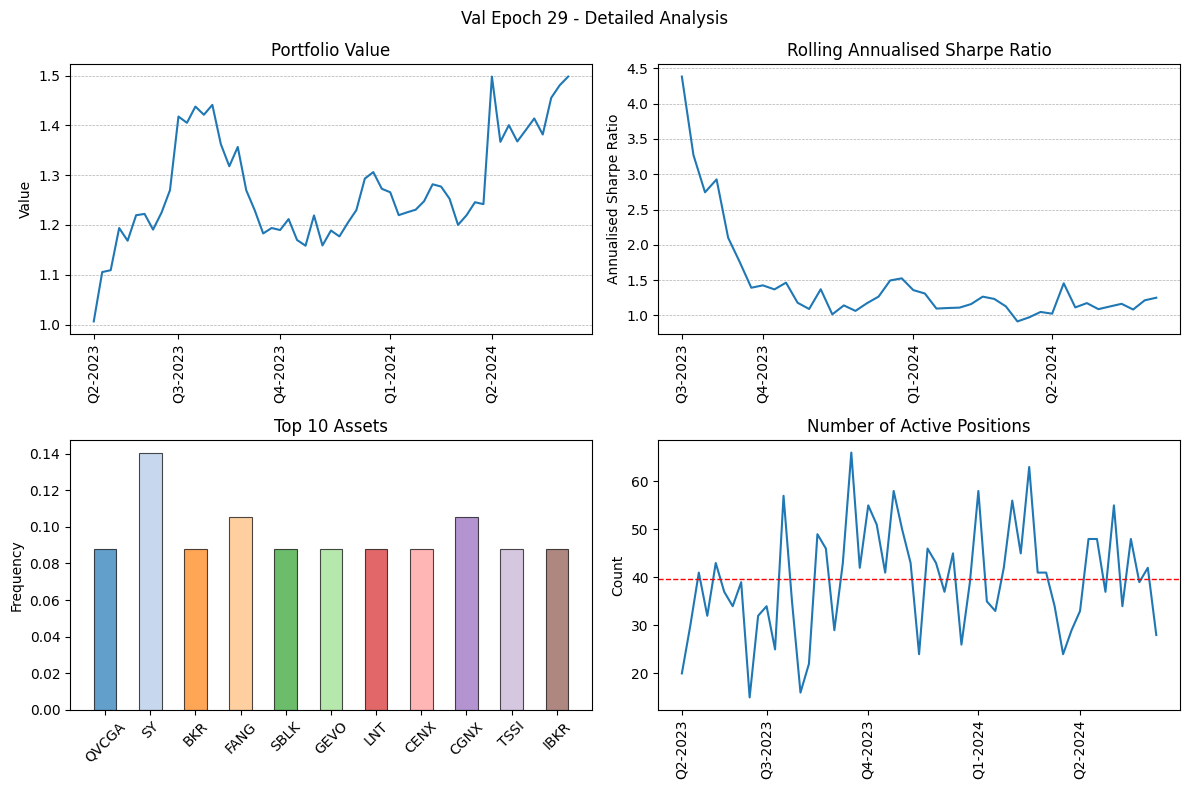 Val Epoch 29 - Detailed Analysis
Portfolio Value
Value
1.5
1.4
1.3
1.2
1.1
1.0
Q2-2023
Q3-2023
Q4-2023
Q1-2024
Q2-2024
Rolling Annualised Sharpe Ratio
Annualised Sharpe Ratio
4.5
4.0
3.5
3.0
2.5
2.0
1.5
1.0
Q3-2023
Q4-2023
Q1-2024
Q2-2024
Top 10 Assets
Frequency
0.14
0.12
0.10
0.08
0.06
0.04
0.02
0.00
QVCGA
SY
BKR
FANG
SBLK
GEVO
LNT
CENX
CGNX
TSSI
IBKR
Number of Active Positions
Count
60
50
40
30
20
Q2-2023
Q3-2023
Q4-2023
Q1-2024
Q2-2024